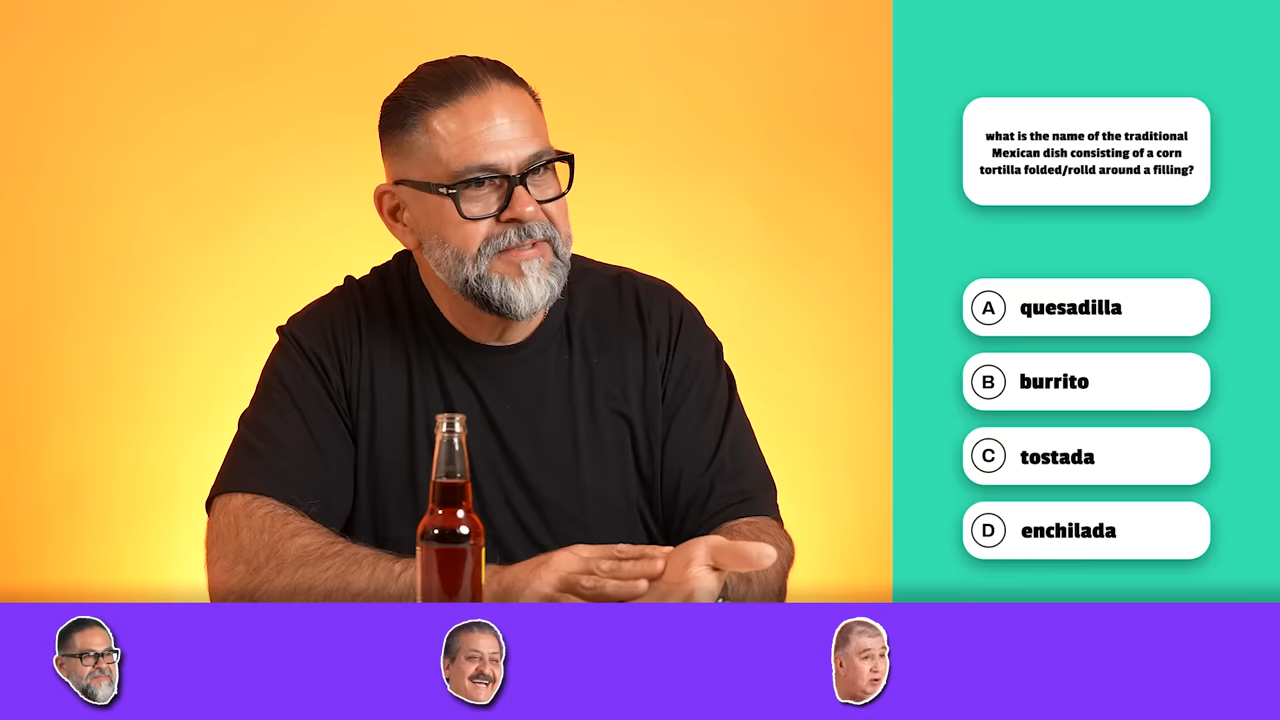 what is the name of the traditional
Mexican dish consisting of a corn
tortilla folded/rolld around a filling?
A quesadilla
B burrito
C tostada
D enchilada